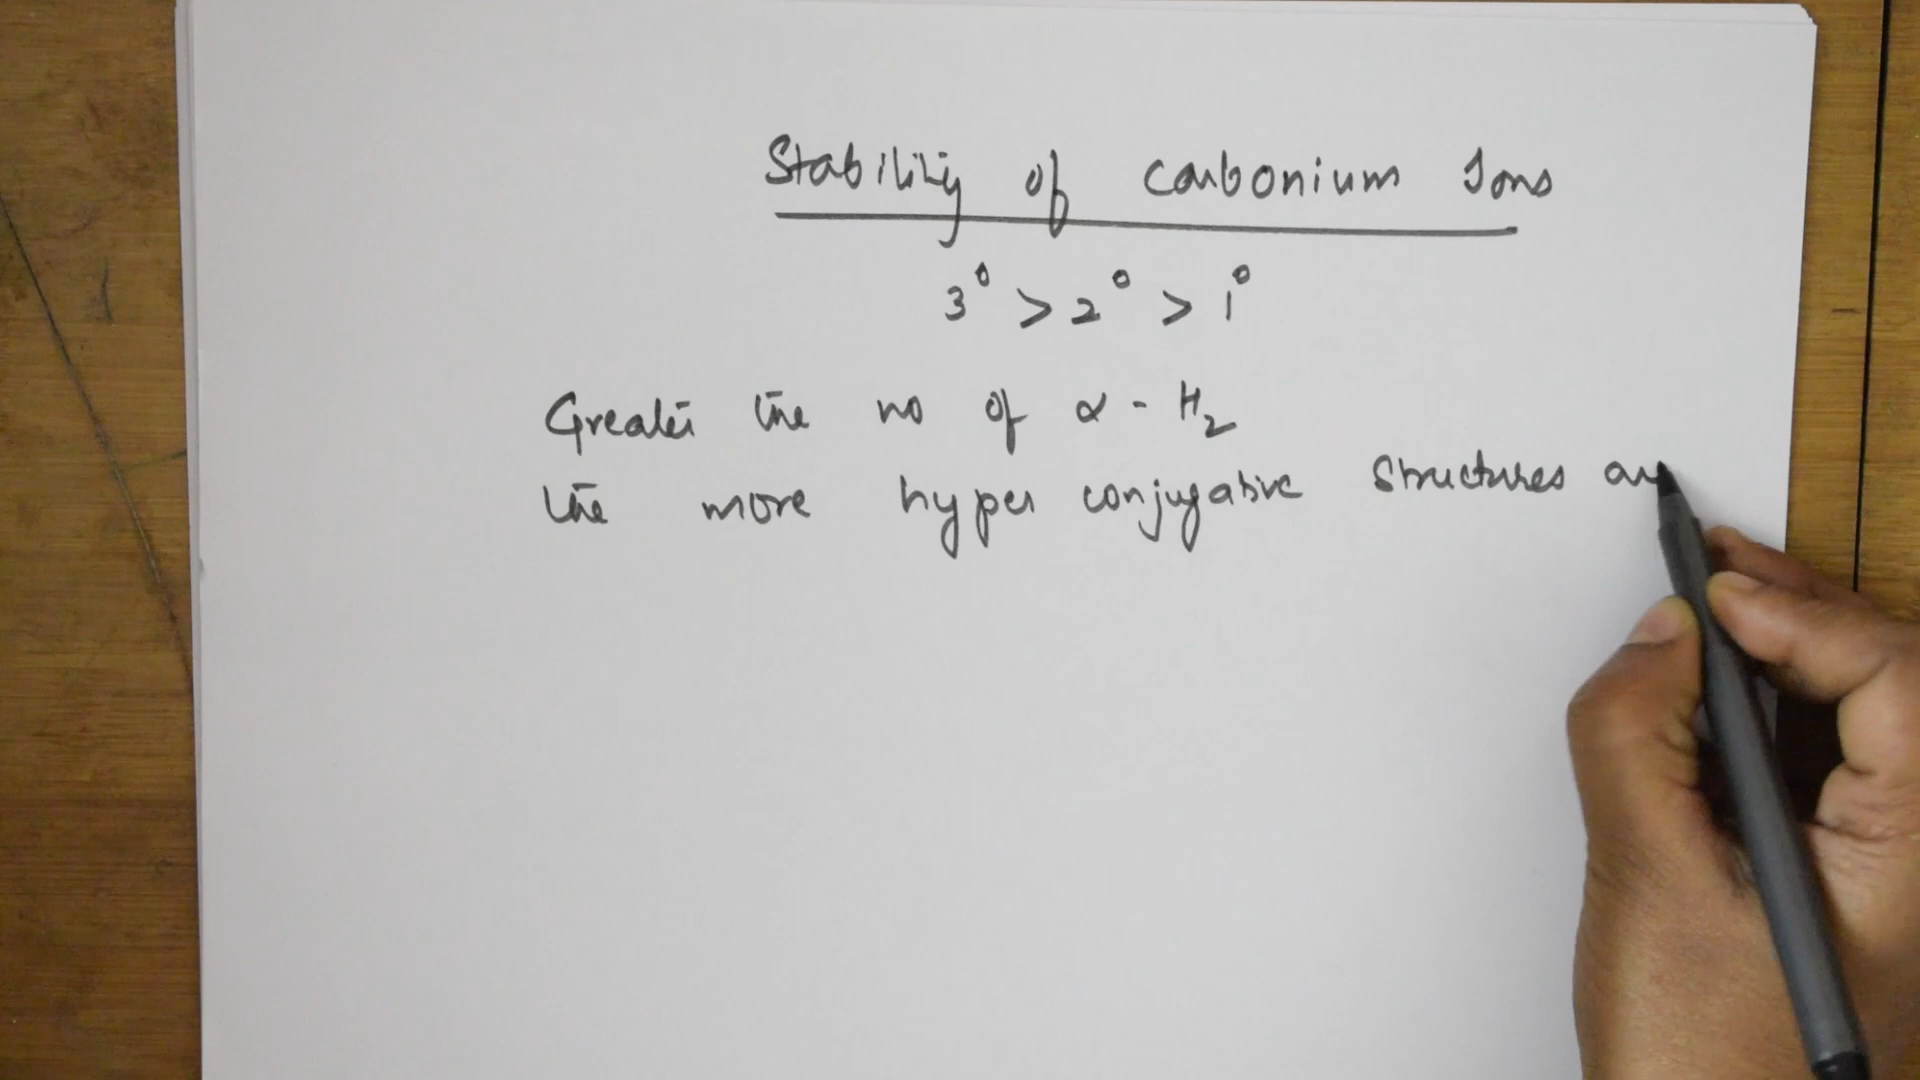 Stability of carbonium Ions
3° > 2° > 1°
Greater the no of α - H₂
the more hyper conjugative structures